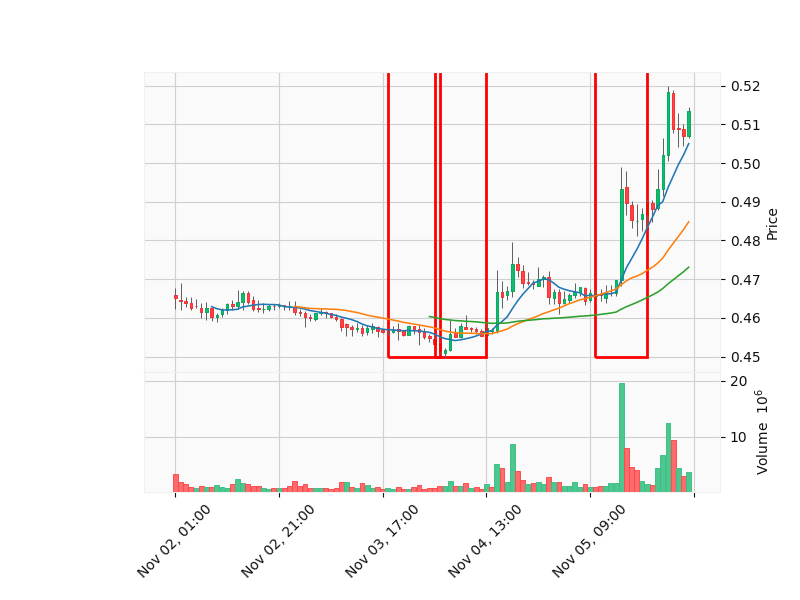 0.52
0.51
0.50
0.49
0.48
0.47
0.46
0.45
Price
20
10
Volume 10⁶
Nov 02, 01:00
Nov 02, 21:00
Nov 03, 17:00
Nov 04, 13:00
Nov 05, 09:00